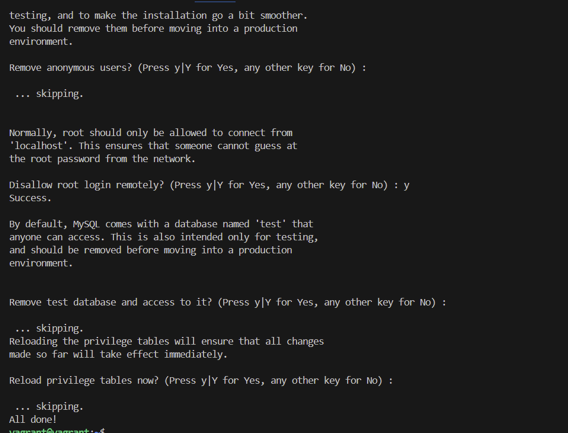 testing, and to make the installation go a bit smoother.
You should remove them before moving into a production
environment.
Remove anonymous users? (Press y|Y for Yes, any other key for No) :
... skipping.
Normally, root should only be allowed to connect from
'localhost'. This ensures that someone cannot guess at
the root password from the network.
Disallow root login remotely? (Press y|Y for Yes, any other key for No) : y
Success.
By default, MySQL comes with a database named 'test' that
anyone can access. This is also intended only for testing,
and should be removed before moving into a production
environment.
Remove test database and access to it? (Press y|Y for Yes, any other key for No) :
... skipping.
Reloading the privilege tables will ensure that all changes
made so far will take effect immediately.
Reload privilege tables now? (Press y|Y for Yes, any other key for No) :
... skipping.
All done!
vagrant@vagrant:~$